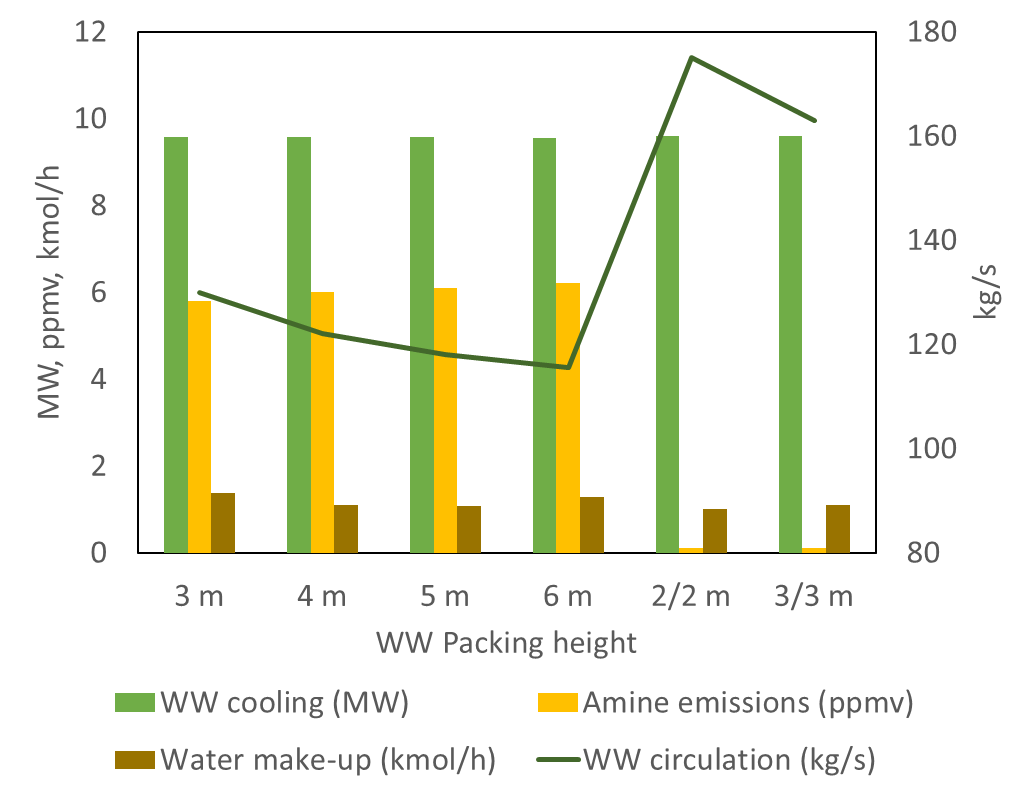 12
10
8
6
4
2
0
MW, ppmv, kmol/h
180
160
140
120
100
80
kg/s
3 m 4 m 5 m 6 m 2/2 m 3/3 m
WW Packing height
WW cooling (MW) Amine emissions (ppmv)
Water make-up (kmol/h) WW circulation (kg/s)